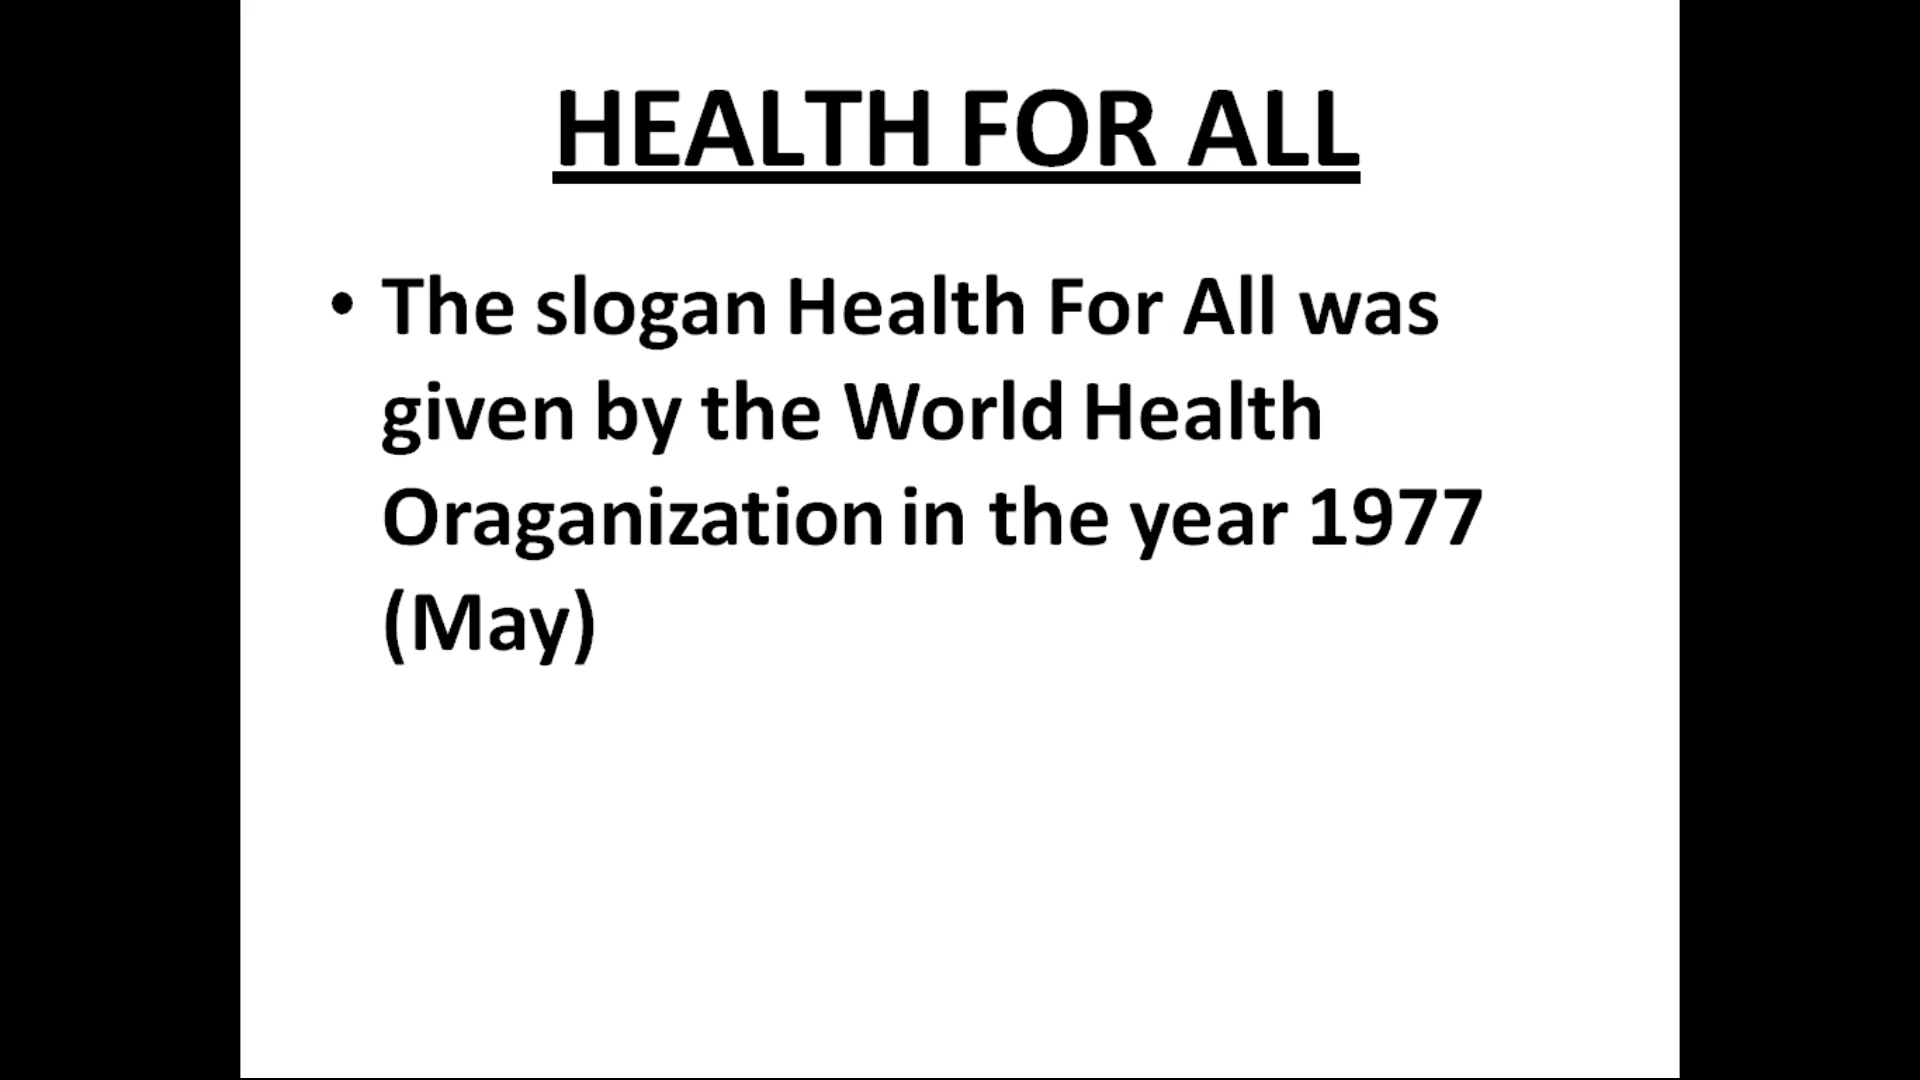 HEALTH FOR ALL
• The slogan Health For All was
given by the World Health
Oraganization in the year 1977
(May)